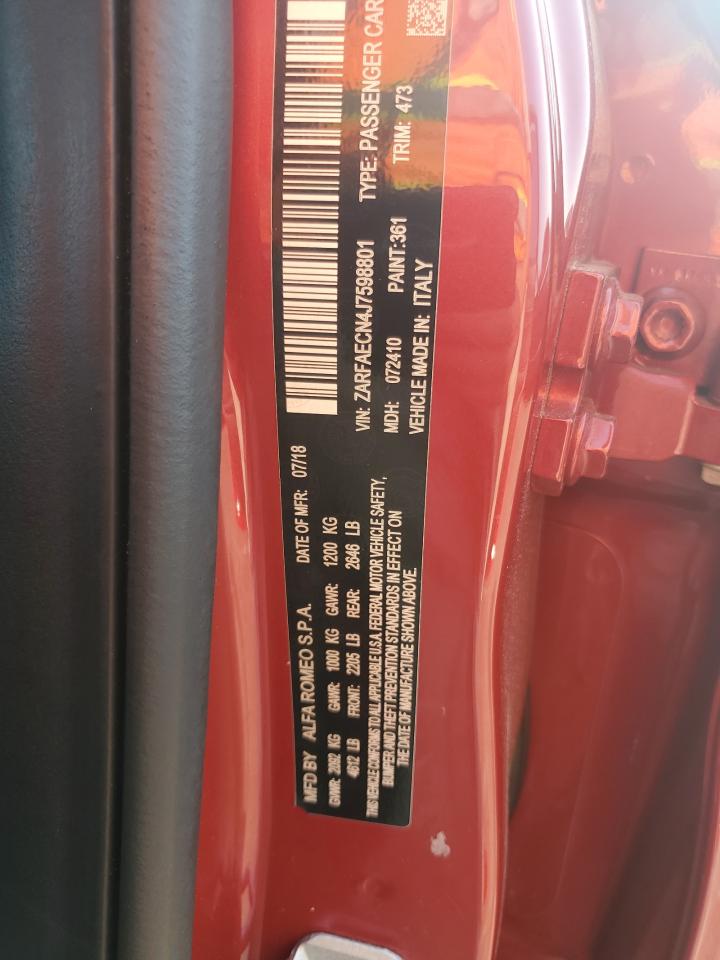 MFD BY ALFA ROMEO S.P.A. DATE OF MFR: 07/18
GVWR: 2092 KG GAWR: 1000 KG GAWR: 1200 KG
4612 LB FRONT: 2205 LB REAR: 2646 LB
THIS VEHICLE CONFORMS TO ALL APPLICABLE U.S.A. FEDERAL MOTOR VEHICLE SAFETY,
BUMPER AND THEFT PREVENTION STANDARDS IN EFFECT ON
THE DATE OF MANUFACTURE SHOWN ABOVE.
VIN: ZARFAECN4J7598801 TYPE: PASSENGER CAR
MDH: 072410 PAINT:361 TRIM: 473
VEHICLE MADE IN: ITALY